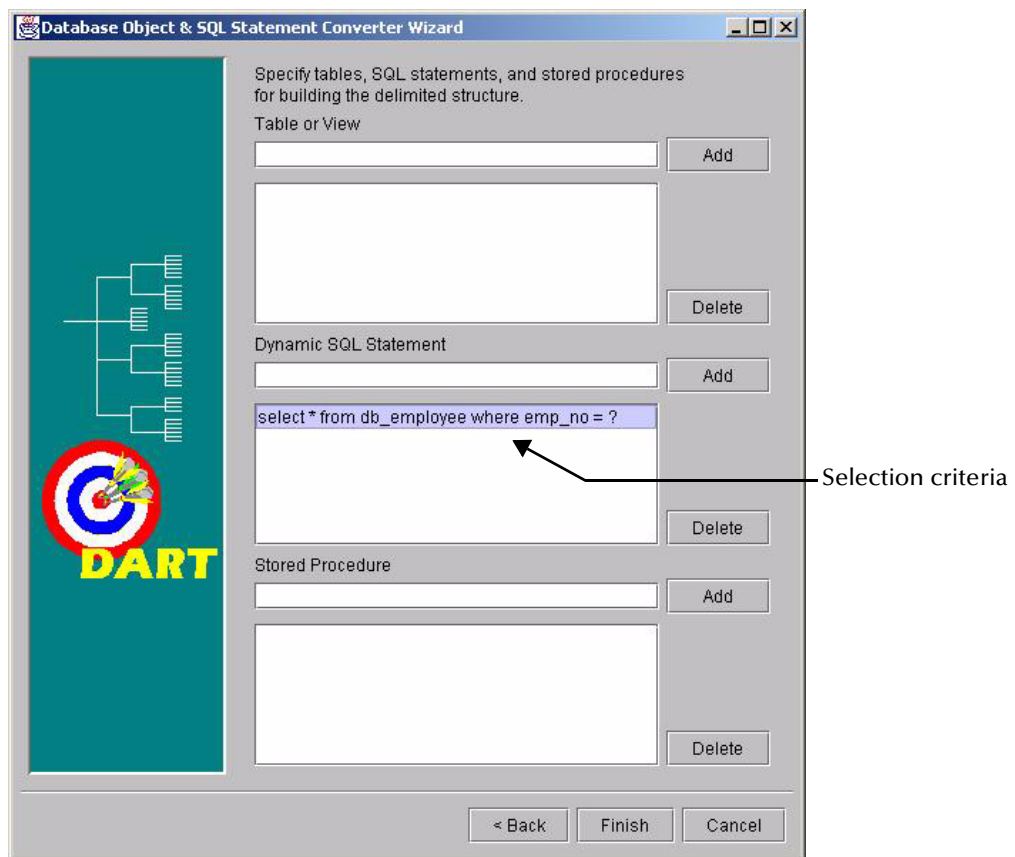 Database Object & SQL Statement Converter Wizard
Specify tables, SQL statements, and stored procedures
for building the delimited structure.
Table or View
Add
Delete
Dynamic SQL Statement
Add
select * from db_employee where emp_no = ?
Selection criteria
Delete
DART
Stored Procedure
Add
Delete
< Back
Finish
Cancel